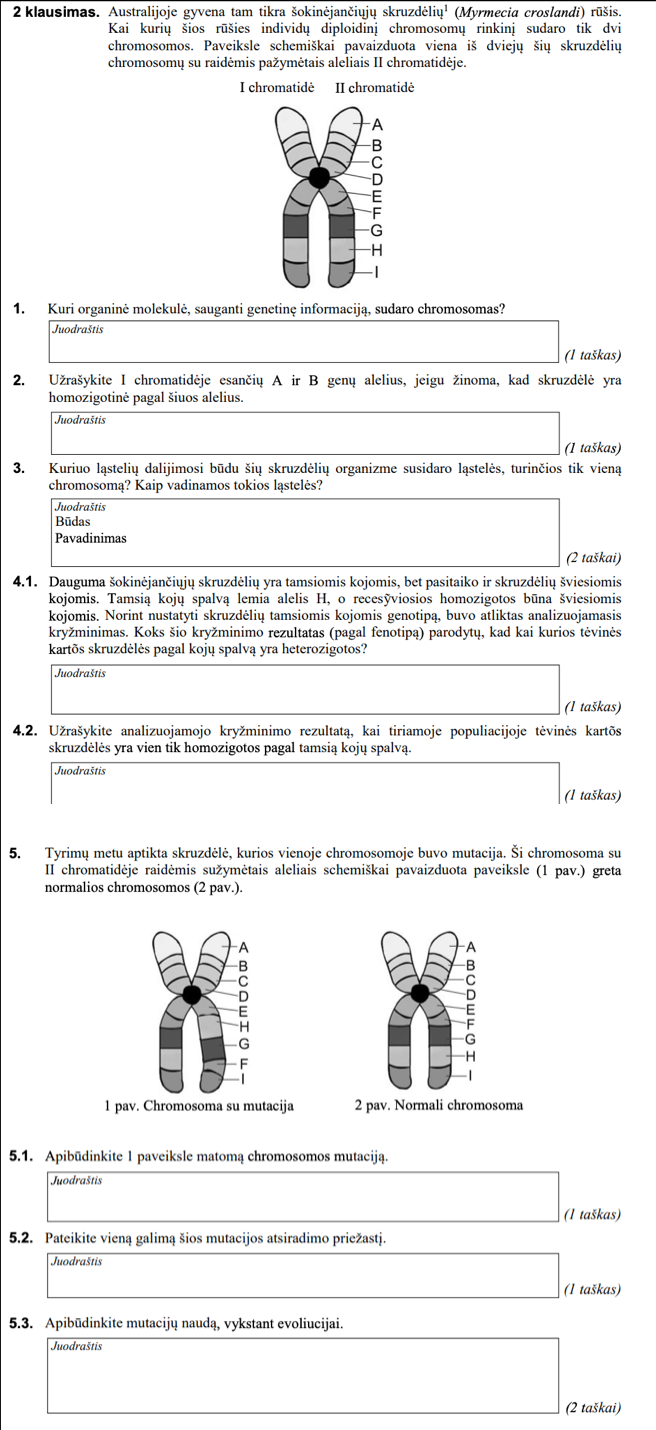 2 klausimas. Australijoje gyvena tam tikra šokinėjančiųjų skruzdėlių¹ (Myrmecia croslandi) rūšis.
Kai kurių šios rūšies individų diploidinį chromosomų rinkinį sudaro tik dvi
chromosomos. Paveiksle schemiškai pavaizduota viena iš dviejų šių skruzdėlių
chromosomų su raidėmis pažymėtais aleliais II chromatidėje.
I chromatidė II chromatidė
A
B
C
D
E
F
G
H
I
1. Kuri organinė molekulė, sauganti genetinę informaciją, sudaro chromosomas?
Juodraštis
(1 taškas)
2. Užrašykite I chromatidėje esančių A ir B genų alelius, jeigu žinoma, kad skruzdėlė yra
homozigotinė pagal šiuos alelius.
Juodraštis
(1 taškas)
3. Kuriuo ląstelių dalijimosi būdu šių skruzdėlių organizme susidaro ląstelės, turinčios tik vieną
chromosomą? Kaip vadinamos tokios ląstelės?
Juodraštis
Būdas
Pavadinimas
(2 taškai)
4.1. Dauguma šokinėjančiųjų skruzdėlių yra tamsiomis kojomis, bet pasitaiko ir skruzdėlių šviesiomis
kojomis. Tamsią kojų spalvą lemia alelis H, o recesỹviosios homozigotos būna šviesiomis
kojomis. Norint nustatyti skruzdėlių tamsiomis kojomis genotipą, buvo atliktas analizuojamasis
kryžminimas. Koks šio kryžminimo rezultatas (pagal fenotipą) parodytų, kad kai kurios tėvinės
kartõs skruzdėlės pagal kojų spalvą yra heterozigotos?
Juodraštis
(1 taškas)
4.2. Užrašykite analizuojamojo kryžminimo rezultatą, kai tiriamoje populiacijoje tėvinės kartõs
skruzdėlės yra vien tik homozigotos pagal tamsią kojų spalvą.
Juodraštis
(1 taškas)
5. Tyrimų metu aptikta skruzdėlė, kurios vienoje chromosomoje buvo mutacija. Ši chromosoma su
II chromatidėje raidėmis sužymėtais aleliais schemiškai pavaizduota paveiksle (1 pav.) greta
normalios chromosomos (2 pav.).
A A
B B
C C
D D
E E
H F
G G
F H
I I
1 pav. Chromosoma su mutacija 2 pav. Normali chromosoma
5.1. Apibūdinkite 1 paveiksle matomą chromosomos mutaciją.
Juodraštis
(1 taškas)
5.2. Pateikite vieną galimą šios mutacijos atsiradimo priežastį.
Juodraštis
(1 taškas)
5.3. Apibūdinkite mutacijų naudą, vykstant evoliucijai.
Juodraštis
(2 taškai)